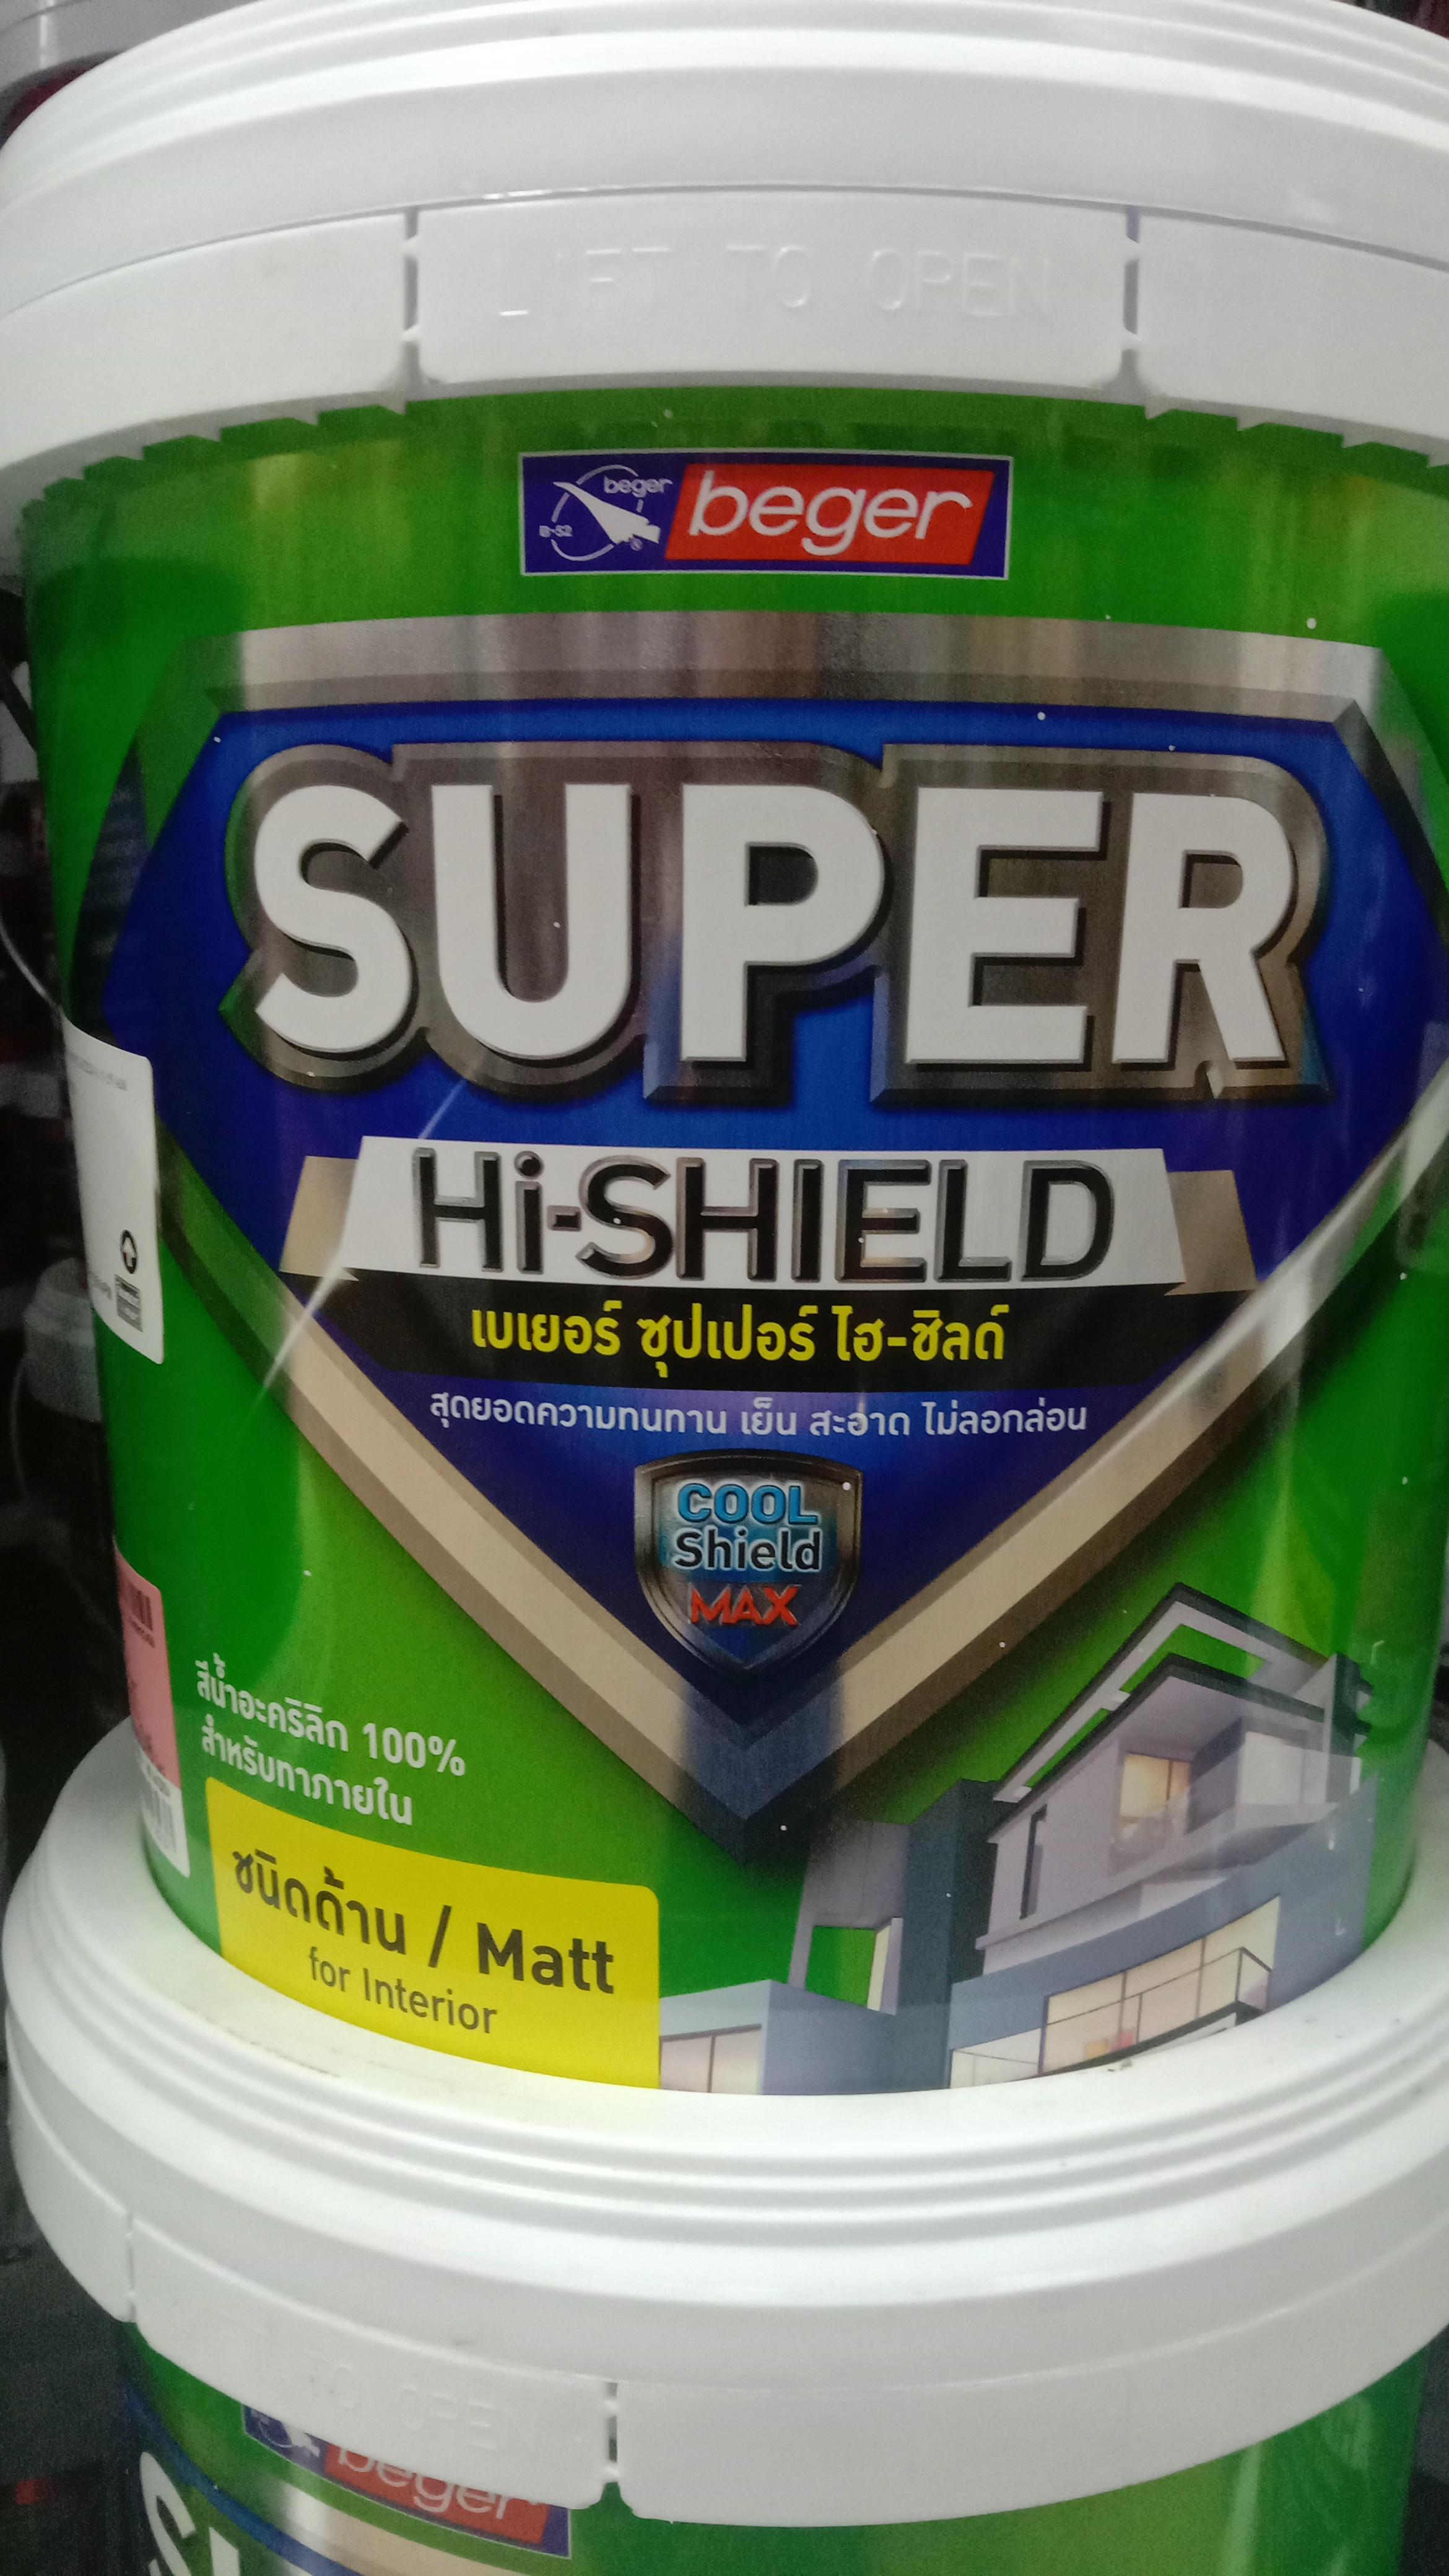 LIFT TO OPEN
beger
B-52
beger
SUPER
Hi-SHIELD
เบเยอร์ ซุปเปอร์ ไฮ-ชิลด์
สุดยอดความทนทาน เย็น สะอาด ไม่ลอกล่อน
COOL
Shield
MAX
สีน้ำอะคริลิก 100%
สำหรับทาภายใน
ชนิดด้าน / Matt
for Interior
TO OPEN
beger